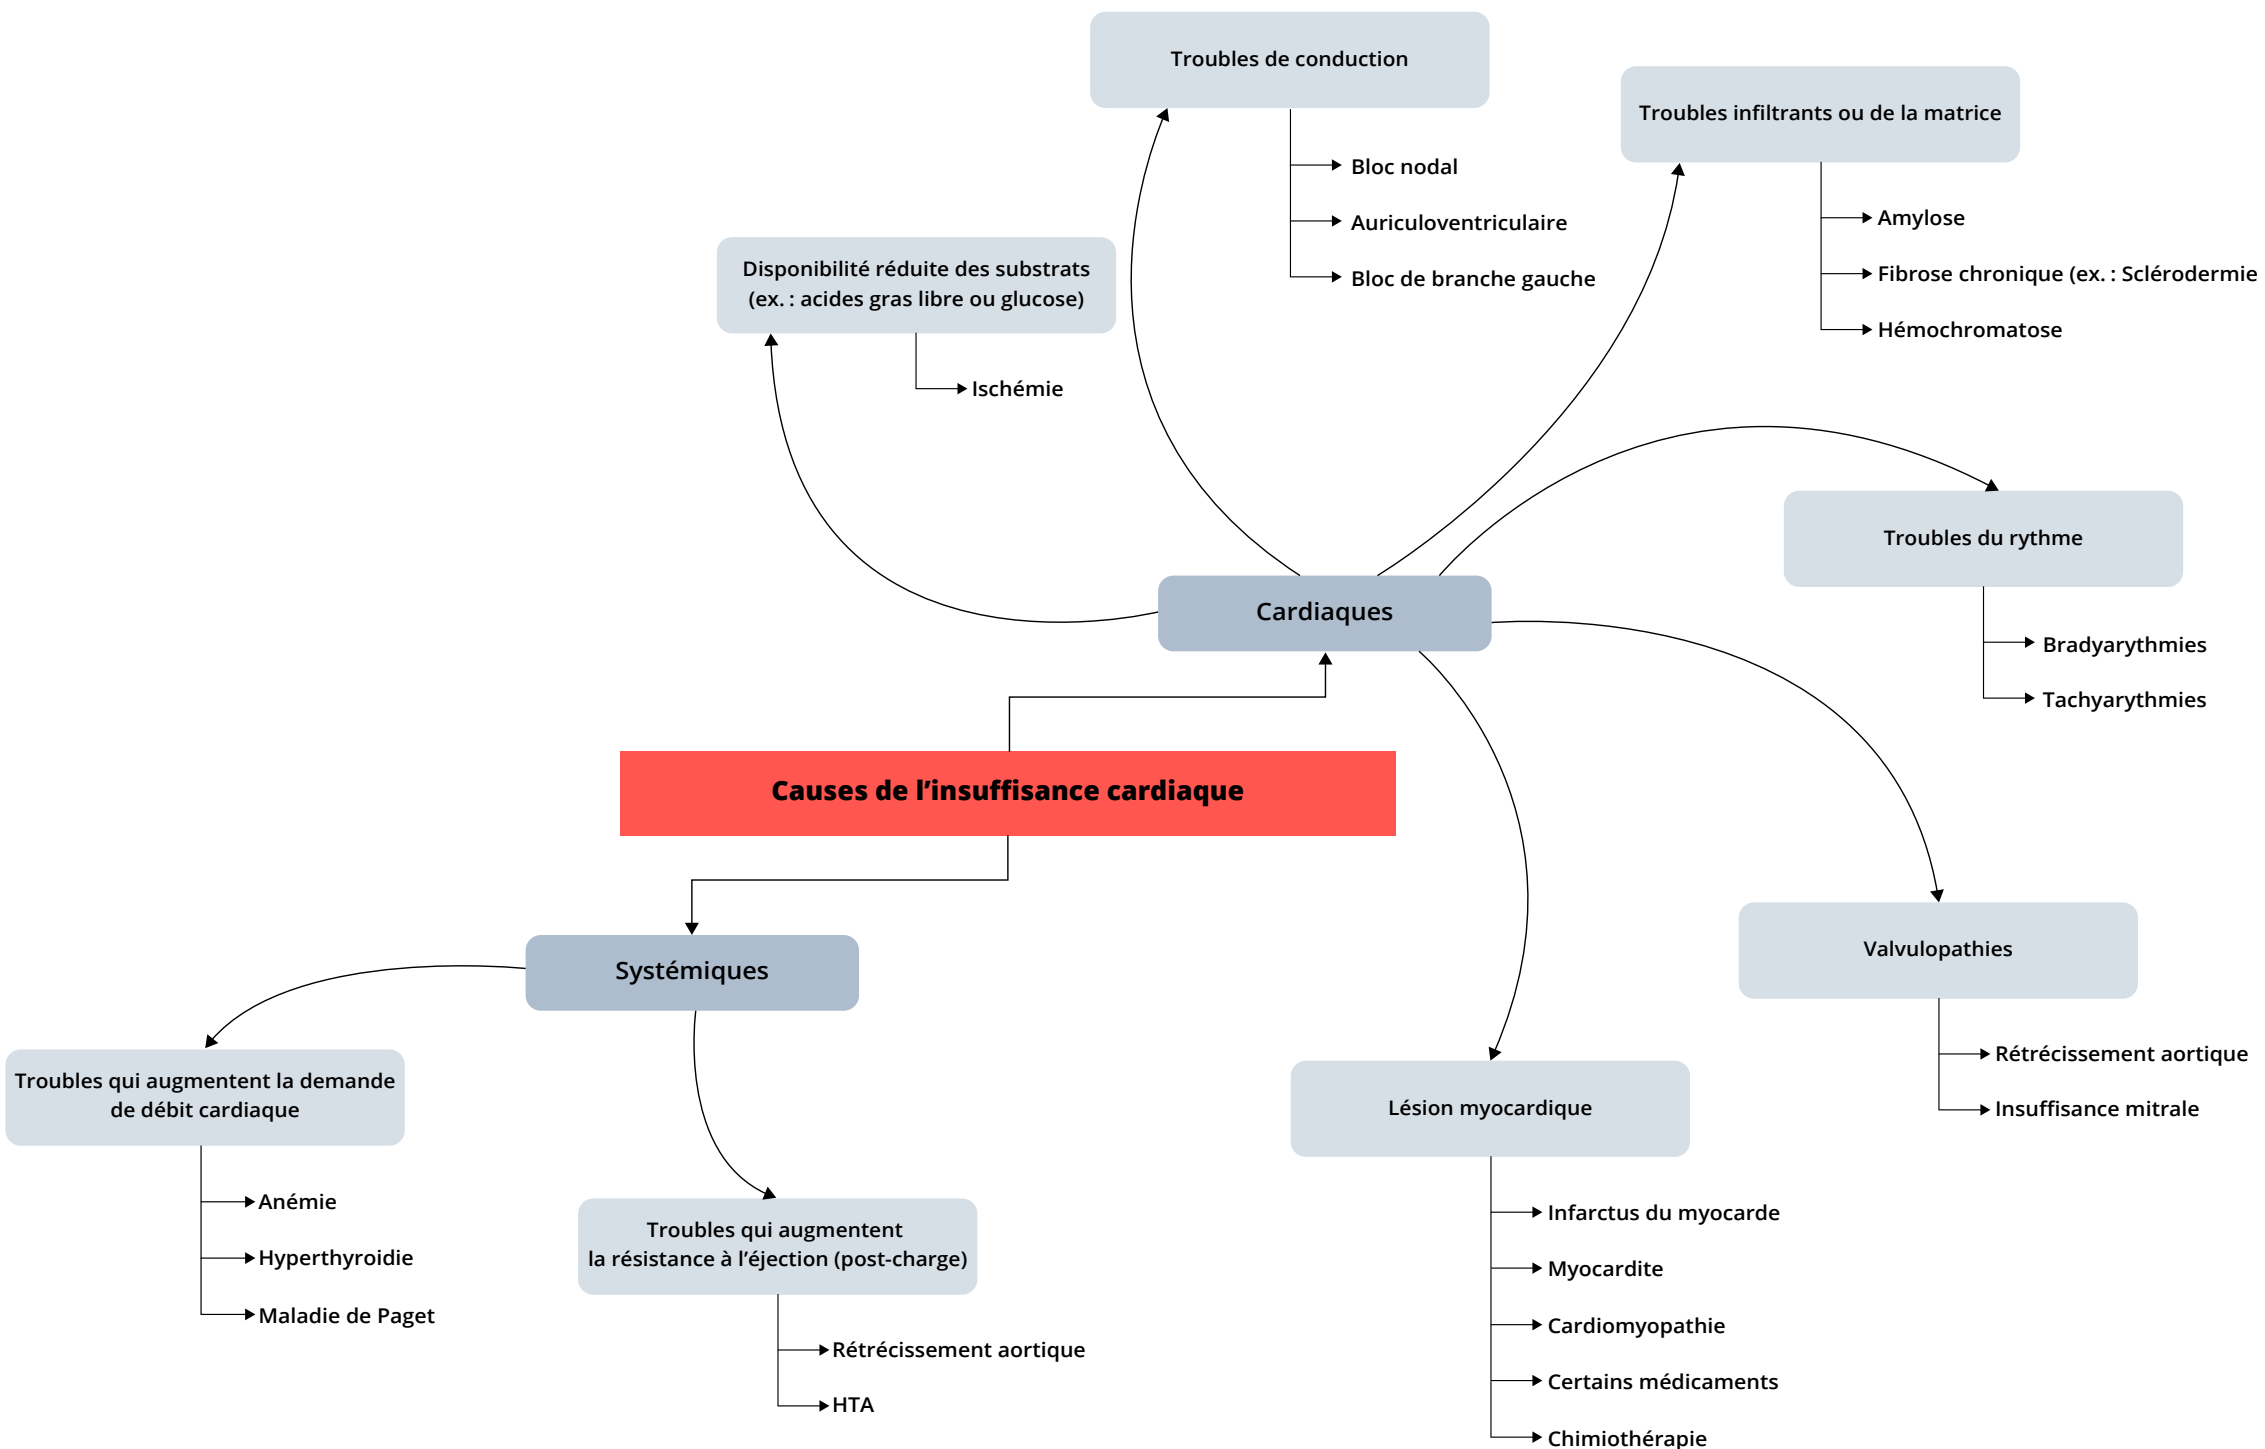 Troubles de conduction
Bloc nodal
Auriculoventriculaire
Bloc de branche gauche
Troubles infiltrants ou de la matrice
Amylose
Fibrose chronique (ex. : Sclérodermie
Hémochromatose
Disponibilité réduite des substrats
(ex. : acides gras libre ou glucose)
Ischémie
Troubles du rythme
Bradyarythmies
Tachyarythmies
Cardiaques
Causes de l’insuffisance cardiaque
Systémiques
Valvulopathies
Rétrécissement aortique
Insuffisance mitrale
Troubles qui augmentent la demande
de débit cardiaque
Anémie
Hyperthyroidie
Maladie de Paget
Troubles qui augmentent
la résistance à l’éjection (post-charge)
Rétrécissement aortique
HTA
Lésion myocardique
Infarctus du myocarde
Myocardite
Cardiomyopathie
Certains médicaments
Chimiothérapie